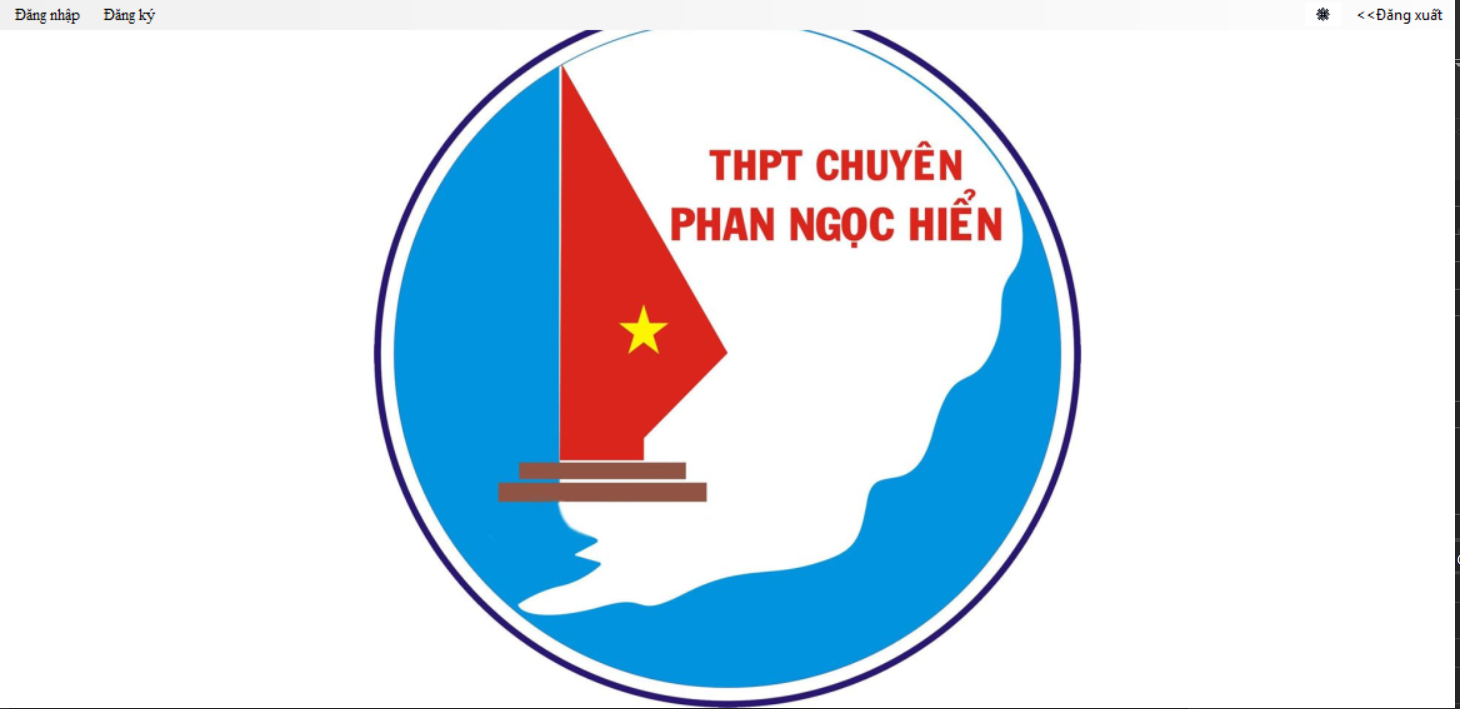 Đăng nhập Đăng ký <<Đăng xuất
THPT CHUYÊN
PHAN NGỌC HIỂN